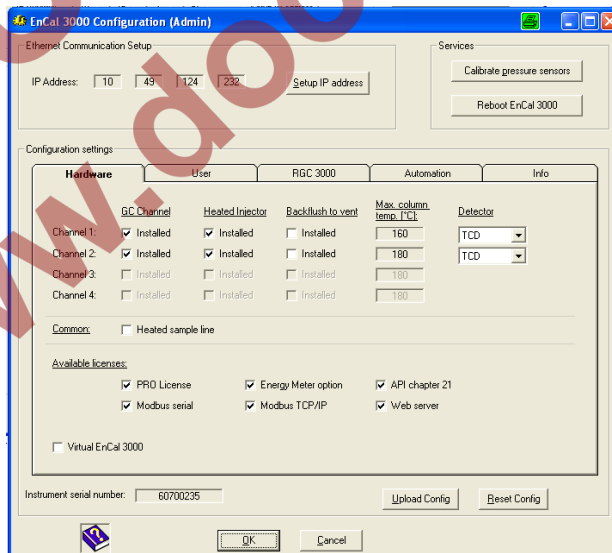 EnCal 3000 Configuration (Admin)
Ethernet Communication Setup
IP Address: 10 49 124 232 Setup IP address
Services
Calibrate pressure sensors
Reboot EnCal 3000
Configuration settings
Hardware User RGC 3000 Automation Info
GC Channel Heated Injector Backflush to vent Max. column temp. [°C]: Detector
Channel 1: Installed Installed Installed 160 TCD
Channel 2: Installed Installed Installed 180 TCD
Channel 3: Installed Installed Installed 180
Channel 4: Installed Installed Installed 180
Common: Heated sample line
Available licenses:
PRO License Energy Meter option API chapter 21
Modbus serial Modbus TCP/IP Web server
Virtual EnCal 3000
Instrument serial number: 60700235 Upload Config Reset Config
OK Cancel
www.doc